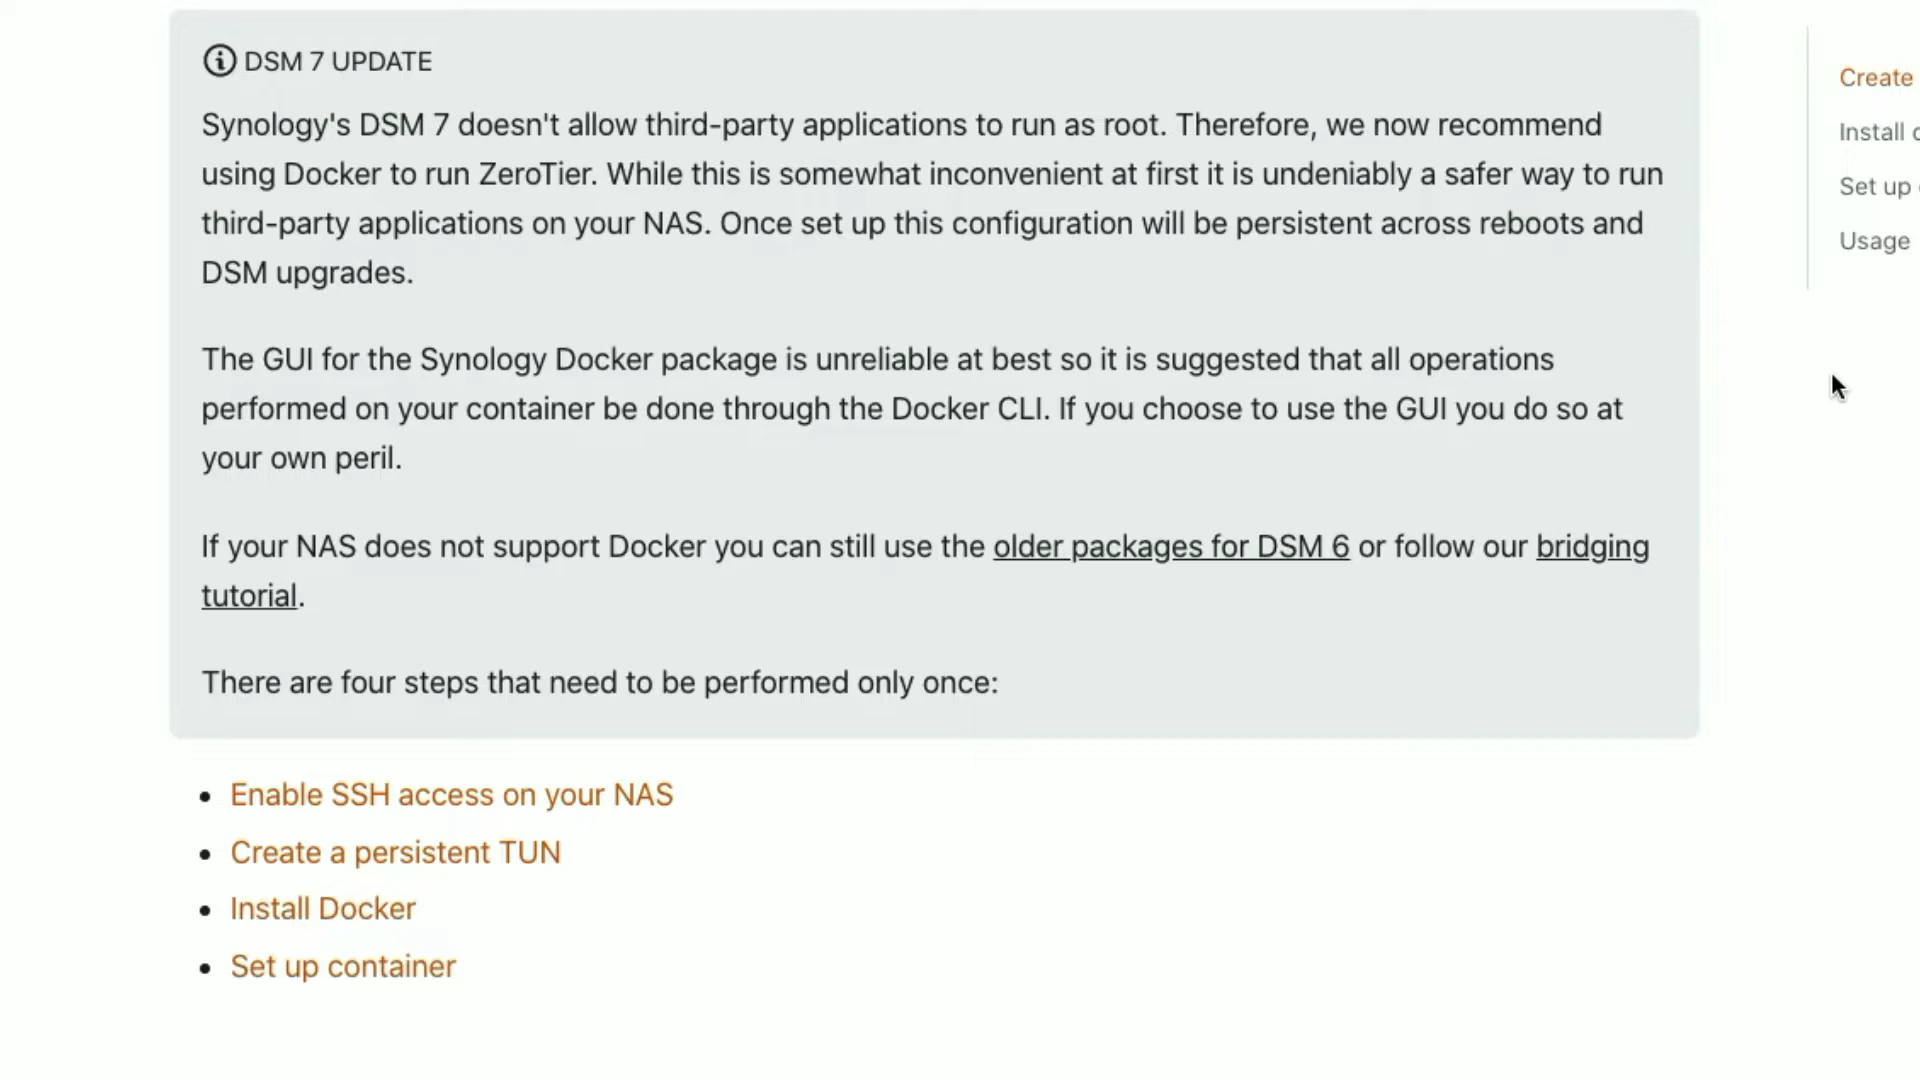 DSM 7 UPDATE
Synology's DSM 7 doesn't allow third-party applications to run as root. Therefore, we now recommend
using Docker to run ZeroTier. While this is somewhat inconvenient at first it is undeniably a safer way to run
third-party applications on your NAS. Once set up this configuration will be persistent across reboots and
DSM upgrades.
The GUI for the Synology Docker package is unreliable at best so it is suggested that all operations
performed on your container be done through the Docker CLI. If you choose to use the GUI you do so at
your own peril.
If your NAS does not support Docker you can still use the older packages for DSM 6 or follow our bridging
tutorial.
There are four steps that need to be performed only once:
• Enable SSH access on your NAS
• Create a persistent TUN
• Install Docker
• Set up container
Create
Install
Set up
Usage